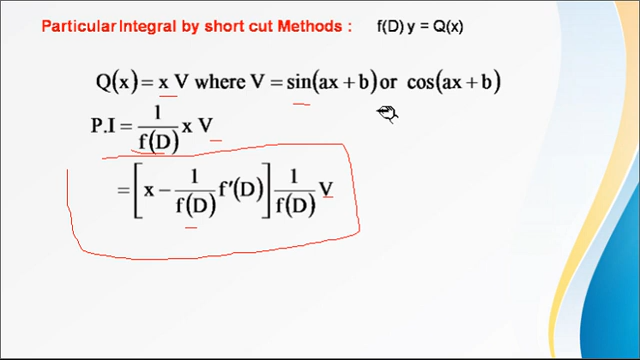 Particular Integral by short cut Methods : f(D) y = Q(x)
Q(x) = x V where V = sin(ax + b) or cos(ax + b)
P.I = 1/f(D) x V
= [x − 1/f(D) f′(D)] 1/f(D) V